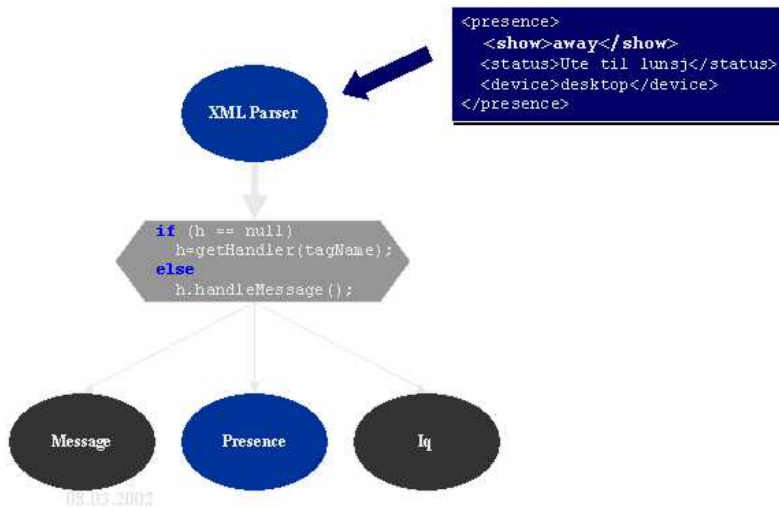 <presence>
<show>away</show>
<status>Ute til lunsj</status>
<device>desktop</device>
</presence>
XML Parser
if (h == null)
h=getHandler(tagName);
else
h.handleMessage();
Message
Presence
Iq
08.03.2002